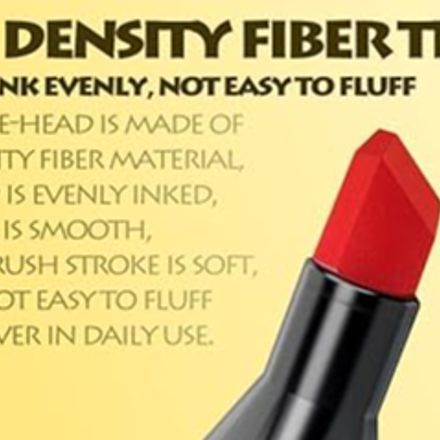 DENSITY FIBER
NK EVENLY, NOT EASY TO FLUFF
E-HEAD IS MADE OF
TY FIBER MATERIAL,
IS EVENLY INKED,
IS SMOOTH,
RUSH STROKE IS SOFT,
OT EASY TO FLUFF
VER IN DAILY USE.